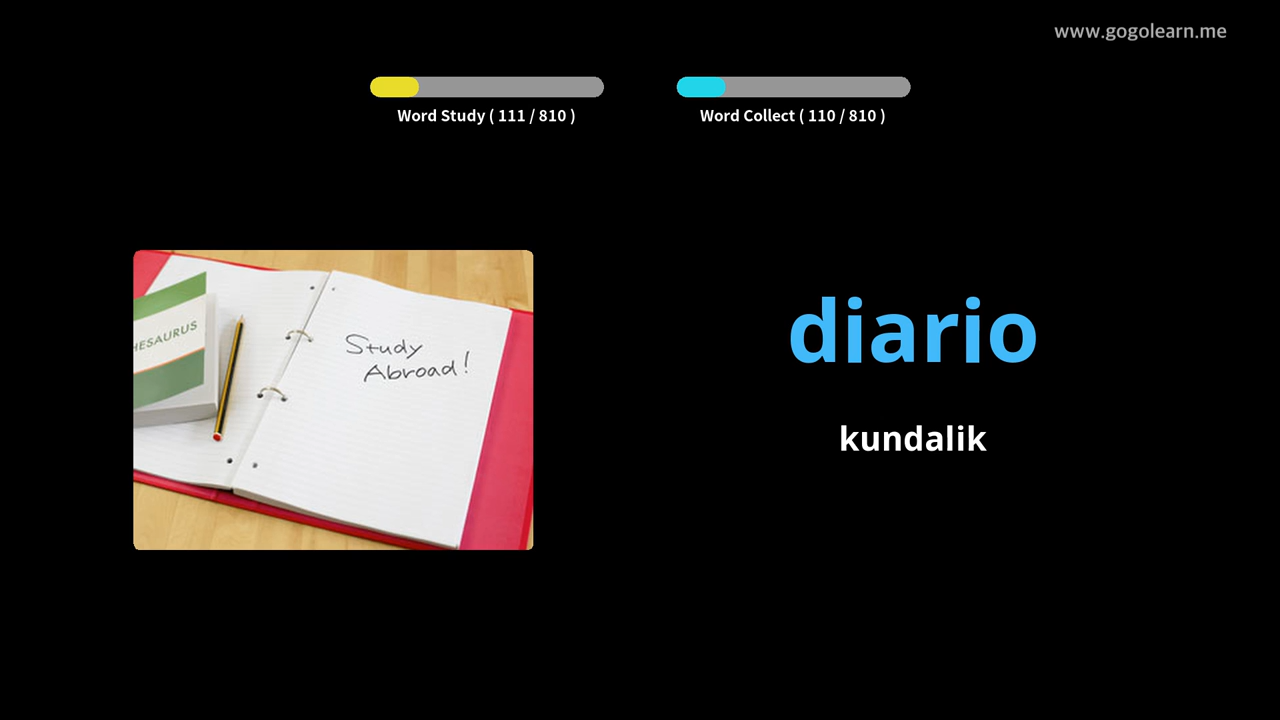 www.gogolearn.me
Word Study ( 111 / 810 )
Word Collect ( 110 / 810 )
HESAURUS
Study
Abroad!
diario
kundalik